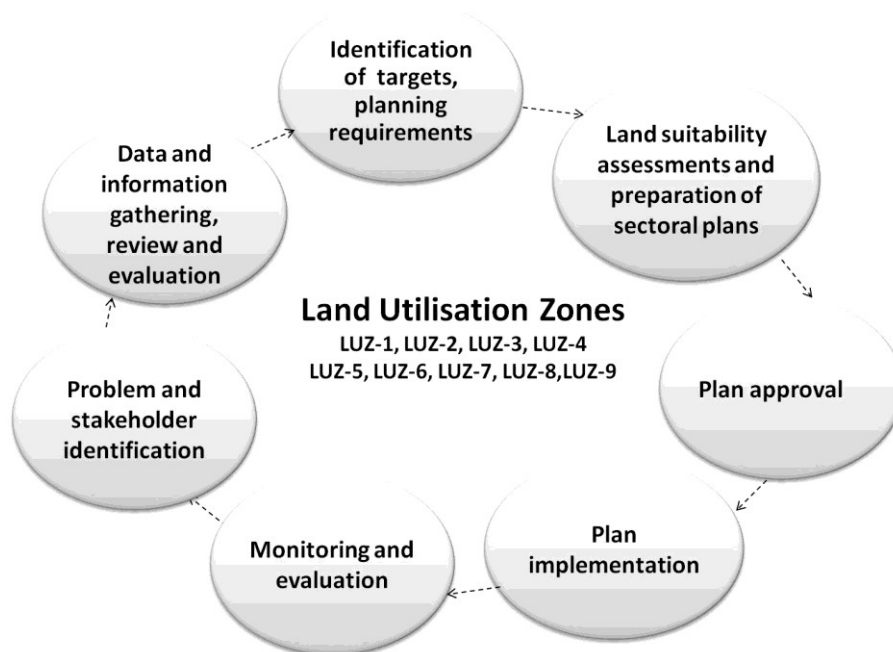 Identification
of targets,
planning
requirements
Land suitability
assessments and
preparation of
sectoral plans
Plan approval
Plan
implementation
Monitoring and
evaluation
Problem and
stakeholder
identification
Data and
information
gathering,
review and
evaluation
Land Utilisation Zones
LUZ-1, LUZ-2, LUZ-3, LUZ-4
LUZ-5, LUZ-6, LUZ-7, LUZ-8,LUZ-9